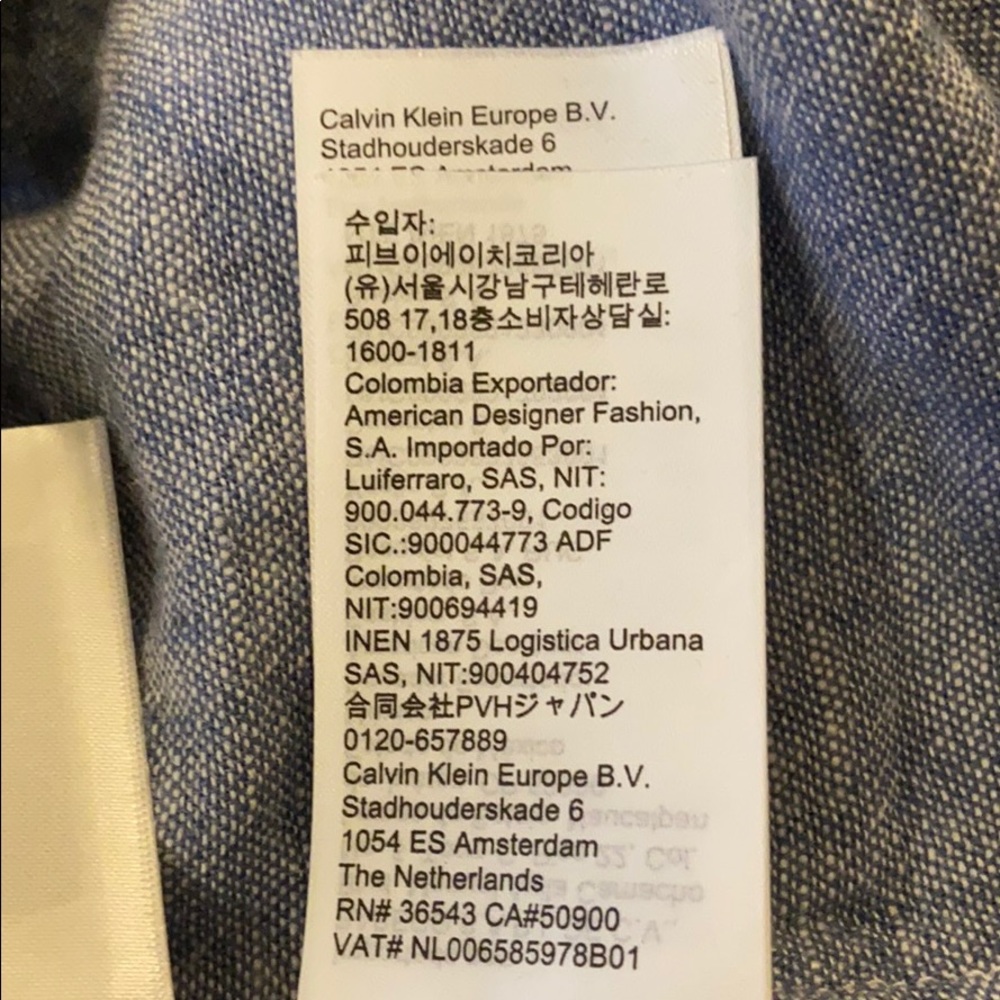 Calvin Klein Europe B.V.
Stadhouderskade 6
1054 ES Amsterdam
수입자:
피브이에이치코리아
(유)서울시강남구테헤란로
508 17,18층소비자상담실:
1600-1811
Colombia Exportador:
American Designer Fashion,
S.A. Importado Por:
Luiferraro, SAS, NIT:
900.044.773-9, Codigo
SIC.:900044773 ADF
Colombia, SAS,
NIT:900694419
INEN 1875 Logistica Urbana
SAS, NIT:900404752
合同会社PVHジャパン
0120-657889
Calvin Klein Europe B.V.
Stadhouderskade 6
1054 ES Amsterdam
The Netherlands
RN# 36543 CA#50900
VAT# NL006585978B01